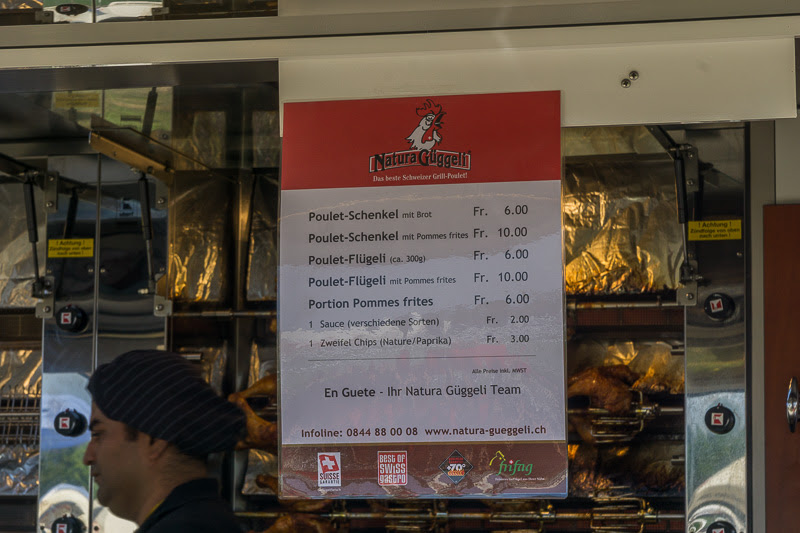 Natura Güggeli
Das beste Schweizer Grill-Poulet!
Poulet-Schenkel mit Brot Fr. 6.00
Poulet-Schenkel mit Pommes frites Fr. 10.00
Poulet-Flügeli (ca. 300g) Fr. 6.00
Poulet-Flügeli mit Pommes frites Fr. 10.00
Portion Pommes frites Fr. 6.00
1 Sauce (verschiedene Sorten) Fr. 2.00
1 Zweifel Chips (Nature/Paprika) Fr. 3.00
Alle Preise inkl. MWST
En Guete - Ihr Natura Güggeli Team
Infoline: 0844 88 00 08 www.natura-gueggeli.ch
SUISSE
GARANTIE
BEST OF
SWISS
gastro
+70°
frifag
! Achtung !
! Achtung !